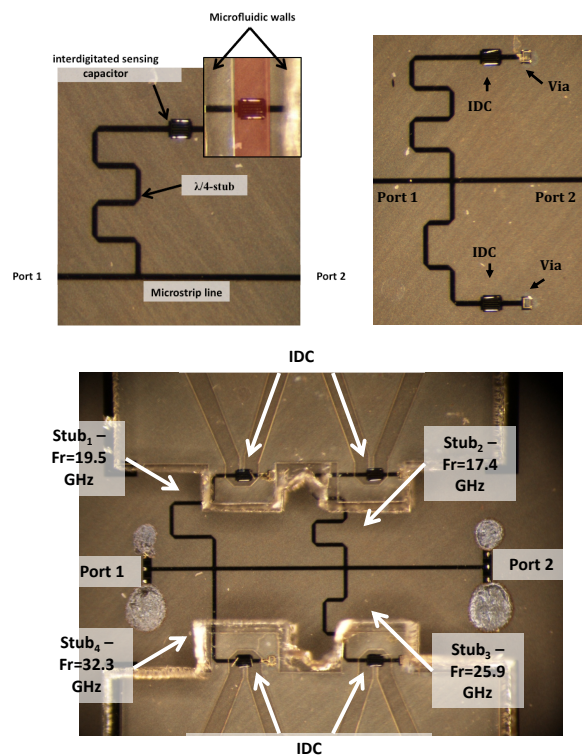 Microfluidic walls
interdigitated sensing
capacitor
λ/4-stub
Port 1
Port 2
Microstrip line
IDC
Via
Port 1
Port 2
IDC
Via
IDC
Stub₁ –
Fr=19.5
GHz
Stub₂ –
Fr=17.4
GHz
Port 1
Port 2
Stub₄ –
Fr=32.3
GHz
Stub₃ –
Fr=25.9
GHz
IDC